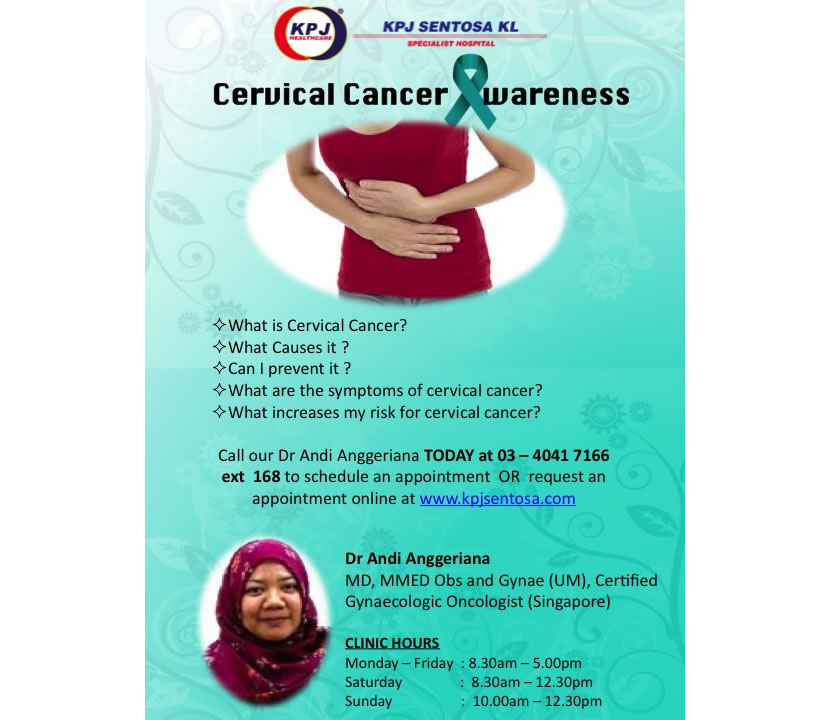 KPJ
HEALTHCARE
®
KPJ SENTOSA KL
SPECIALIST HOSPITAL
Cervical Cancer wareness
✧What is Cervical Cancer?
✧What Causes it ?
✧Can I prevent it ?
✧What are the symptoms of cervical cancer?
✧What increases my risk for cervical cancer?
Call our Dr Andi Anggeriana TODAY at 03 – 4041 7166
ext 168 to schedule an appointment OR request an
appointment online at www.kpjsentosa.com
Dr Andi Anggeriana
MD, MMED Obs and Gynae (UM), Certified
Gynaecologic Oncologist (Singapore)
CLINIC HOURS
Monday – Friday : 8.30am – 5.00pm
Saturday : 8.30am – 12.30pm
Sunday : 10.00am – 12.30pm